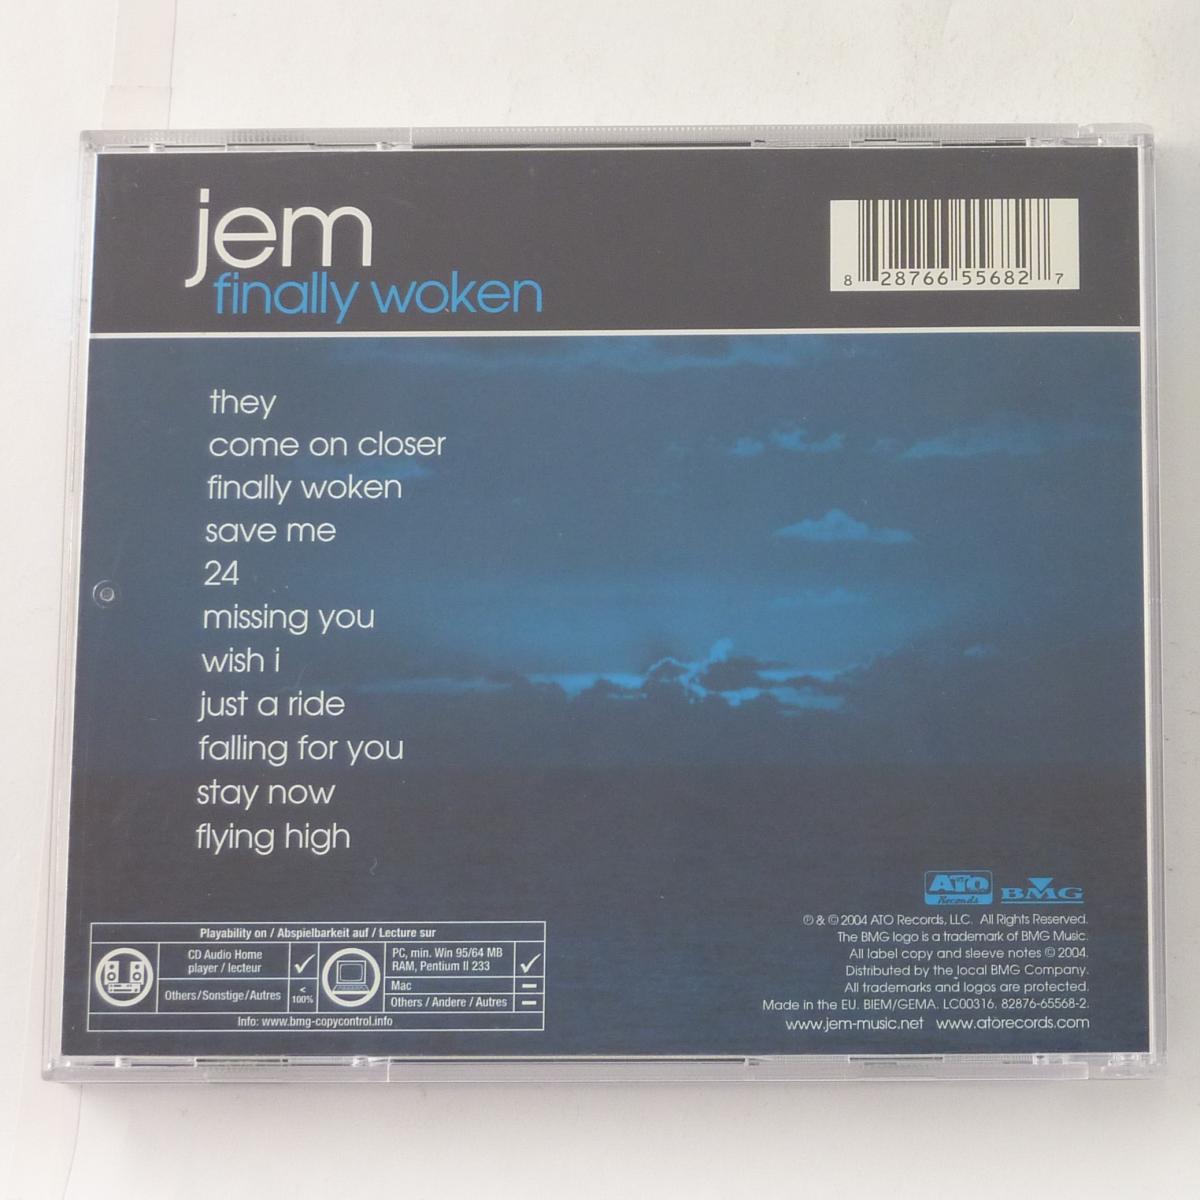 jem
finally woken
8 28766 55682 7
they
come on closer
finally woken
save me
24
missing you
wish i
just a ride
falling for you
stay now
flying high
ATO
Records
BMG
℗ & © 2004 ATO Records, LLC. All Rights Reserved.
The BMG logo is a trademark of BMG Music.
All label copy and sleeve notes © 2004.
Distributed by the local BMG Company.
All trademarks and logos are protected.
Made in the EU. BIEM/GEMA. LC00316. 82876-65568-2.
www.jem-music.net www.atorecords.com
Playability on / Abspielbarkeit auf / Lecture sur
CD Audio Home
player / lecteur
Others/Sonstige/Autres
<
100%
PC, min. Win 95/64 MB
RAM, Pentium II 233
Mac
Others / Andere / Autres
Info: www.bmg-copycontrol.info